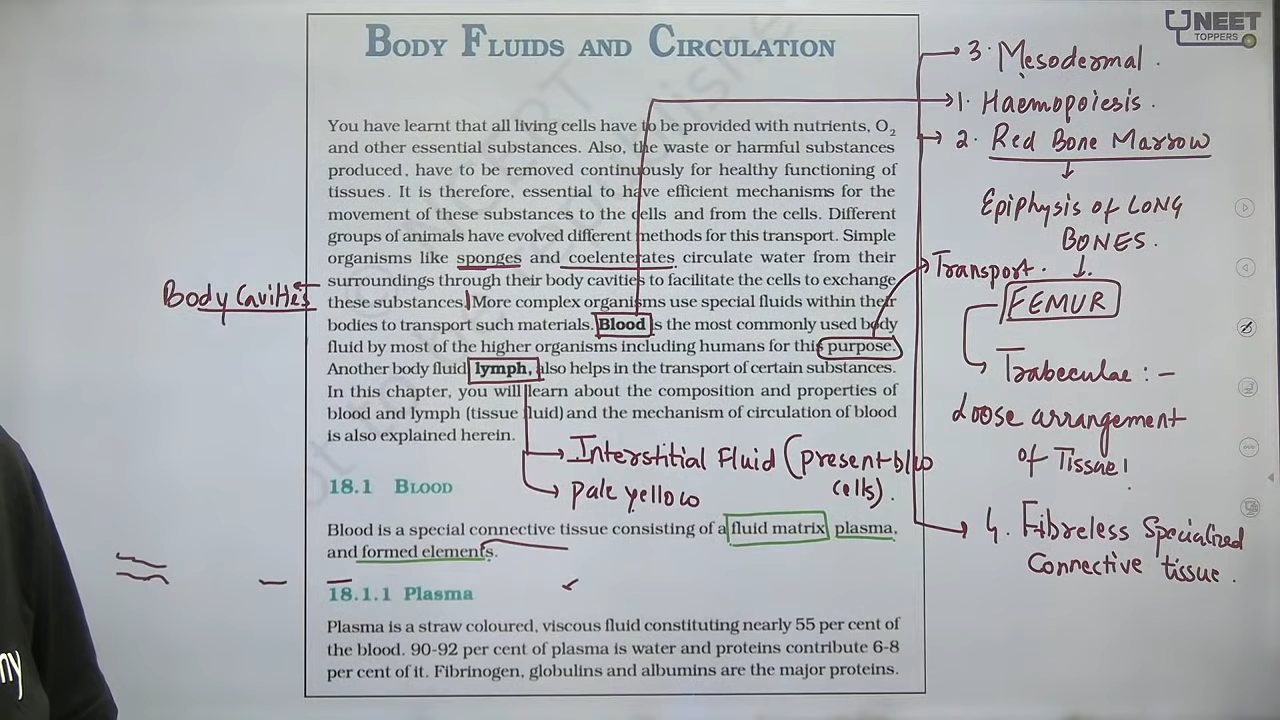 BODY FLUIDS AND CIRCULATION
NEET
TOPPERS
You have learnt that all living cells have to be provided with nutrients, O2
and other essential substances. Also, the waste or harmful substances
produced, have to be removed continuously for healthy functioning of
tissues. It is therefore, essential to have efficient mechanisms for the
movement of these substances to the cells and from the cells. Different
groups of animals have evolved different methods for this transport. Simple
organisms like sponges and coelenterates circulate water from their
surroundings through their body cavities to facilitate the cells to exchange
these substances. More complex organisms use special fluids within their
bodies to transport such materials. Blood is the most commonly used body
fluid by most of the higher organisms including humans for this purpose.
Another body fluid, lymph, also helps in the transport of certain substances.
In this chapter, you will learn about the composition and properties of
blood and lymph (tissue fluid) and the mechanism of circulation of blood
is also explained herein.
Body Cavities
Interstitial Fluid (present b/w
cells).
pale yellow
18.1 BLOOD
Blood is a special connective tissue consisting of a fluid matrix, plasma,
and formed elements.
18.1.1 Plasma
Plasma is a straw coloured, viscous fluid constituting nearly 55 per cent of
the blood. 90-92 per cent of plasma is water and proteins contribute 6-8
per cent of it. Fibrinogen, globulins and albumins are the major proteins.
3. Mesodermal.
1. Haemopoiesis.
2. Red Bone Marrow
Epiphysis of LONG
BONES.
Transport.
FEMUR
Trabeculae :-
Loose arrangement
of Tissue!
4. Fibreless Specialized
Connective tissue.
ny